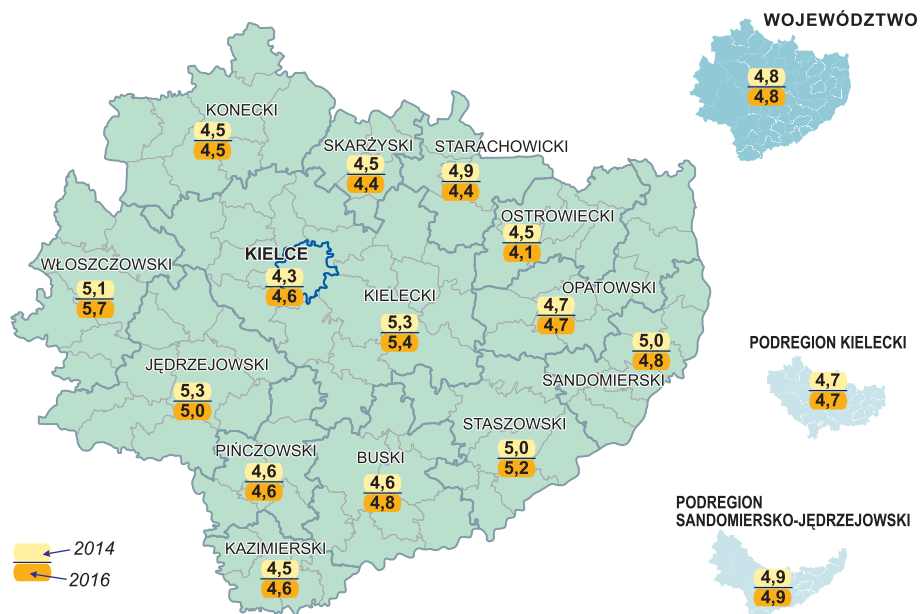 WOJEWÓDZTWO
4,8
4,8
KONECKI
4,5
4,5
SKARŻYSKI
4,5
4,4
STARACHOWICKI
4,9
4,4
OSTROWIECKI
4,5
4,1
KIELCE
4,3
4,6
WŁOSZCZOWSKI
5,1
5,7
KIELECKI
5,3
5,4
OPATOWSKI
4,7
4,7
5,0
4,8
SANDOMIERSKI
PODREGION KIELECKI
4,7
4,7
JĘDRZEJOWSKI
5,3
5,0
STASZOWSKI
5,0
5,2
PIŃCZOWSKI
4,6
4,6
BUSKI
4,6
4,8
PODREGION
SANDOMIERSKO-JĘDRZEJOWSKI
4,9
4,9
KAZIMIERSKI
4,5
4,6
2014
2016